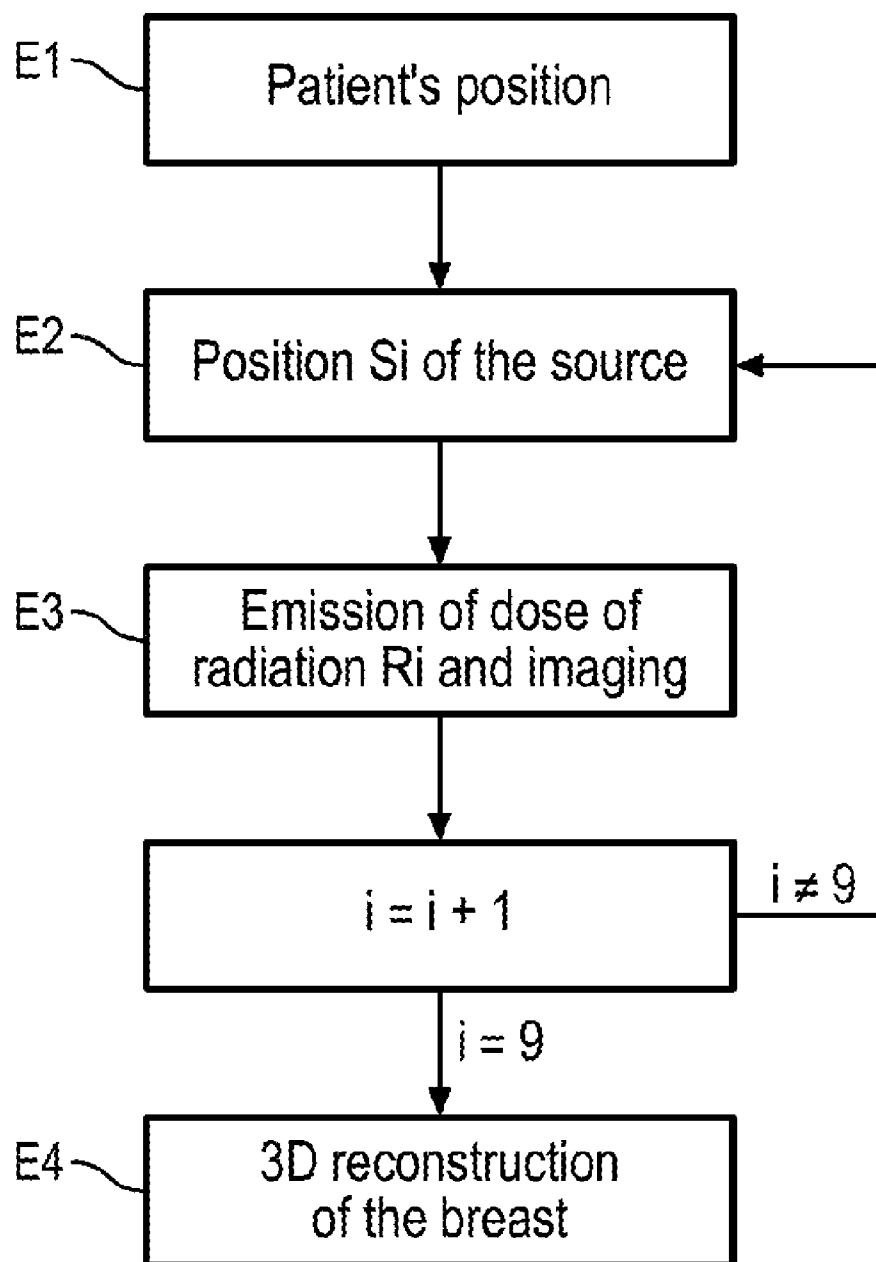 E1
Patient's position
E2
Position Si of the source
E3
Emission of dose of
radiation Ri and imaging
i = i + 1
i ≠ 9
i = 9
E4
3D reconstruction
of the breast